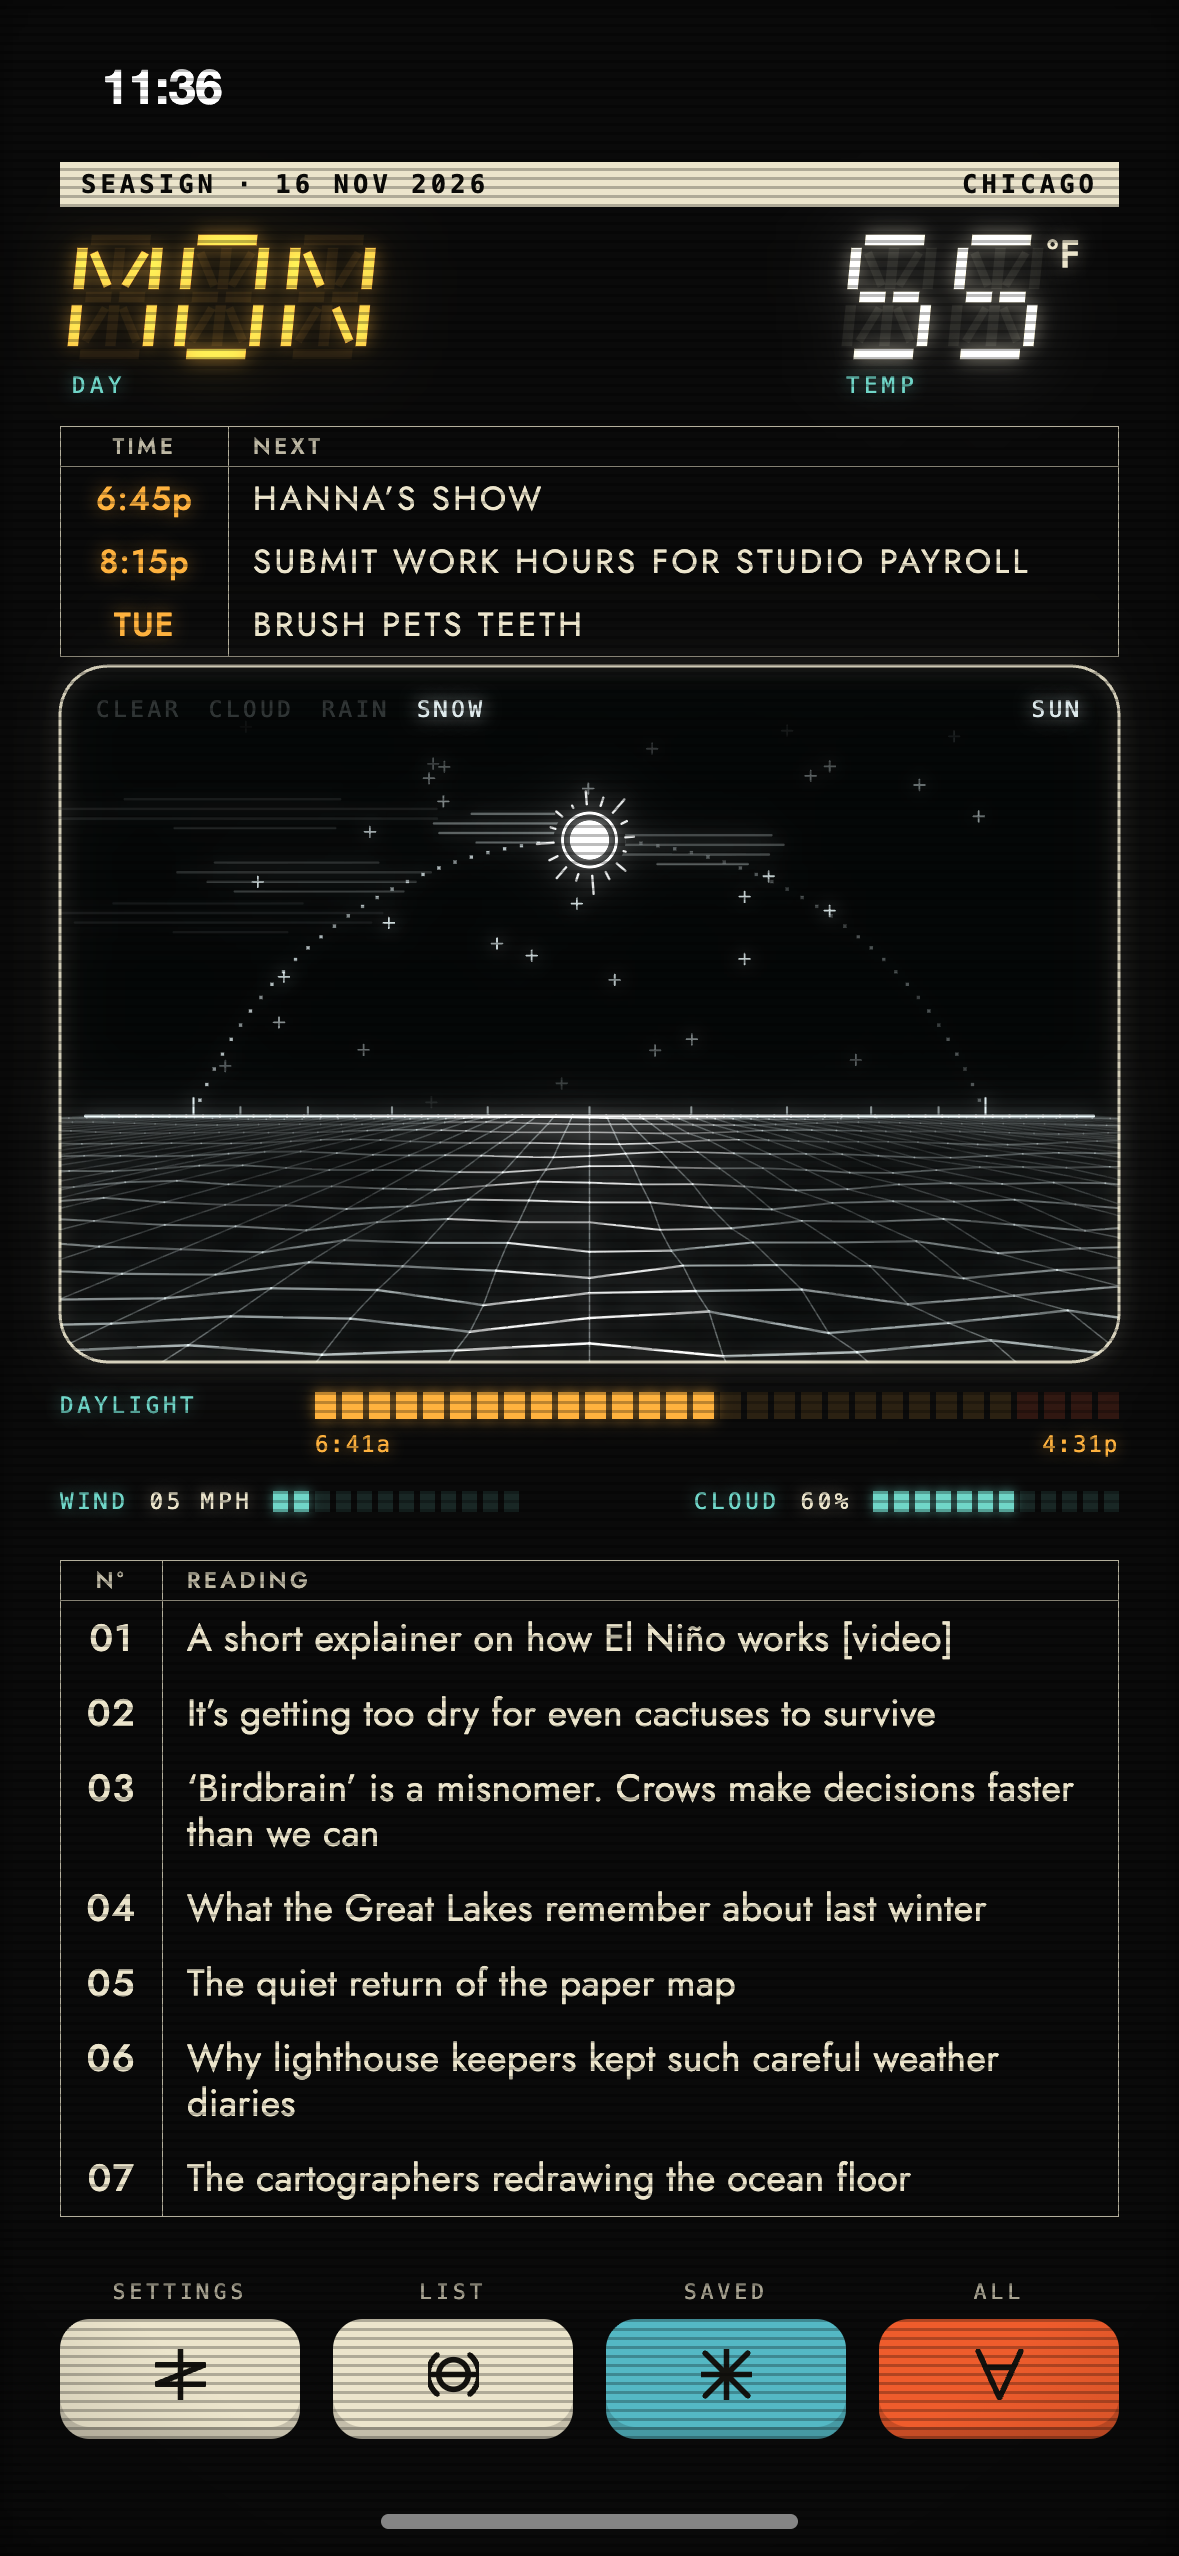 11:36
SEASIGN · 16 NOV 2026 CHICAGO
MON 55 °F
DAY TEMP
TIME NEXT
6:45p HANNA’S SHOW
8:15p SUBMIT WORK HOURS FOR STUDIO PAYROLL
TUE BRUSH PETS TEETH
CLEAR CLOUD RAIN SNOW SUN
DAYLIGHT
6:41a 4:31p
WIND 05 MPH CLOUD 60%
N° READING
01 A short explainer on how El Niño works [video]
02 It’s getting too dry for even cactuses to survive
03 ‘Birdbrain’ is a misnomer. Crows make decisions faster
than we can
04 What the Great Lakes remember about last winter
05 The quiet return of the paper map
06 Why lighthouse keepers kept such careful weather
diaries
07 The cartographers redrawing the ocean floor
SETTINGS LIST SAVED ALL